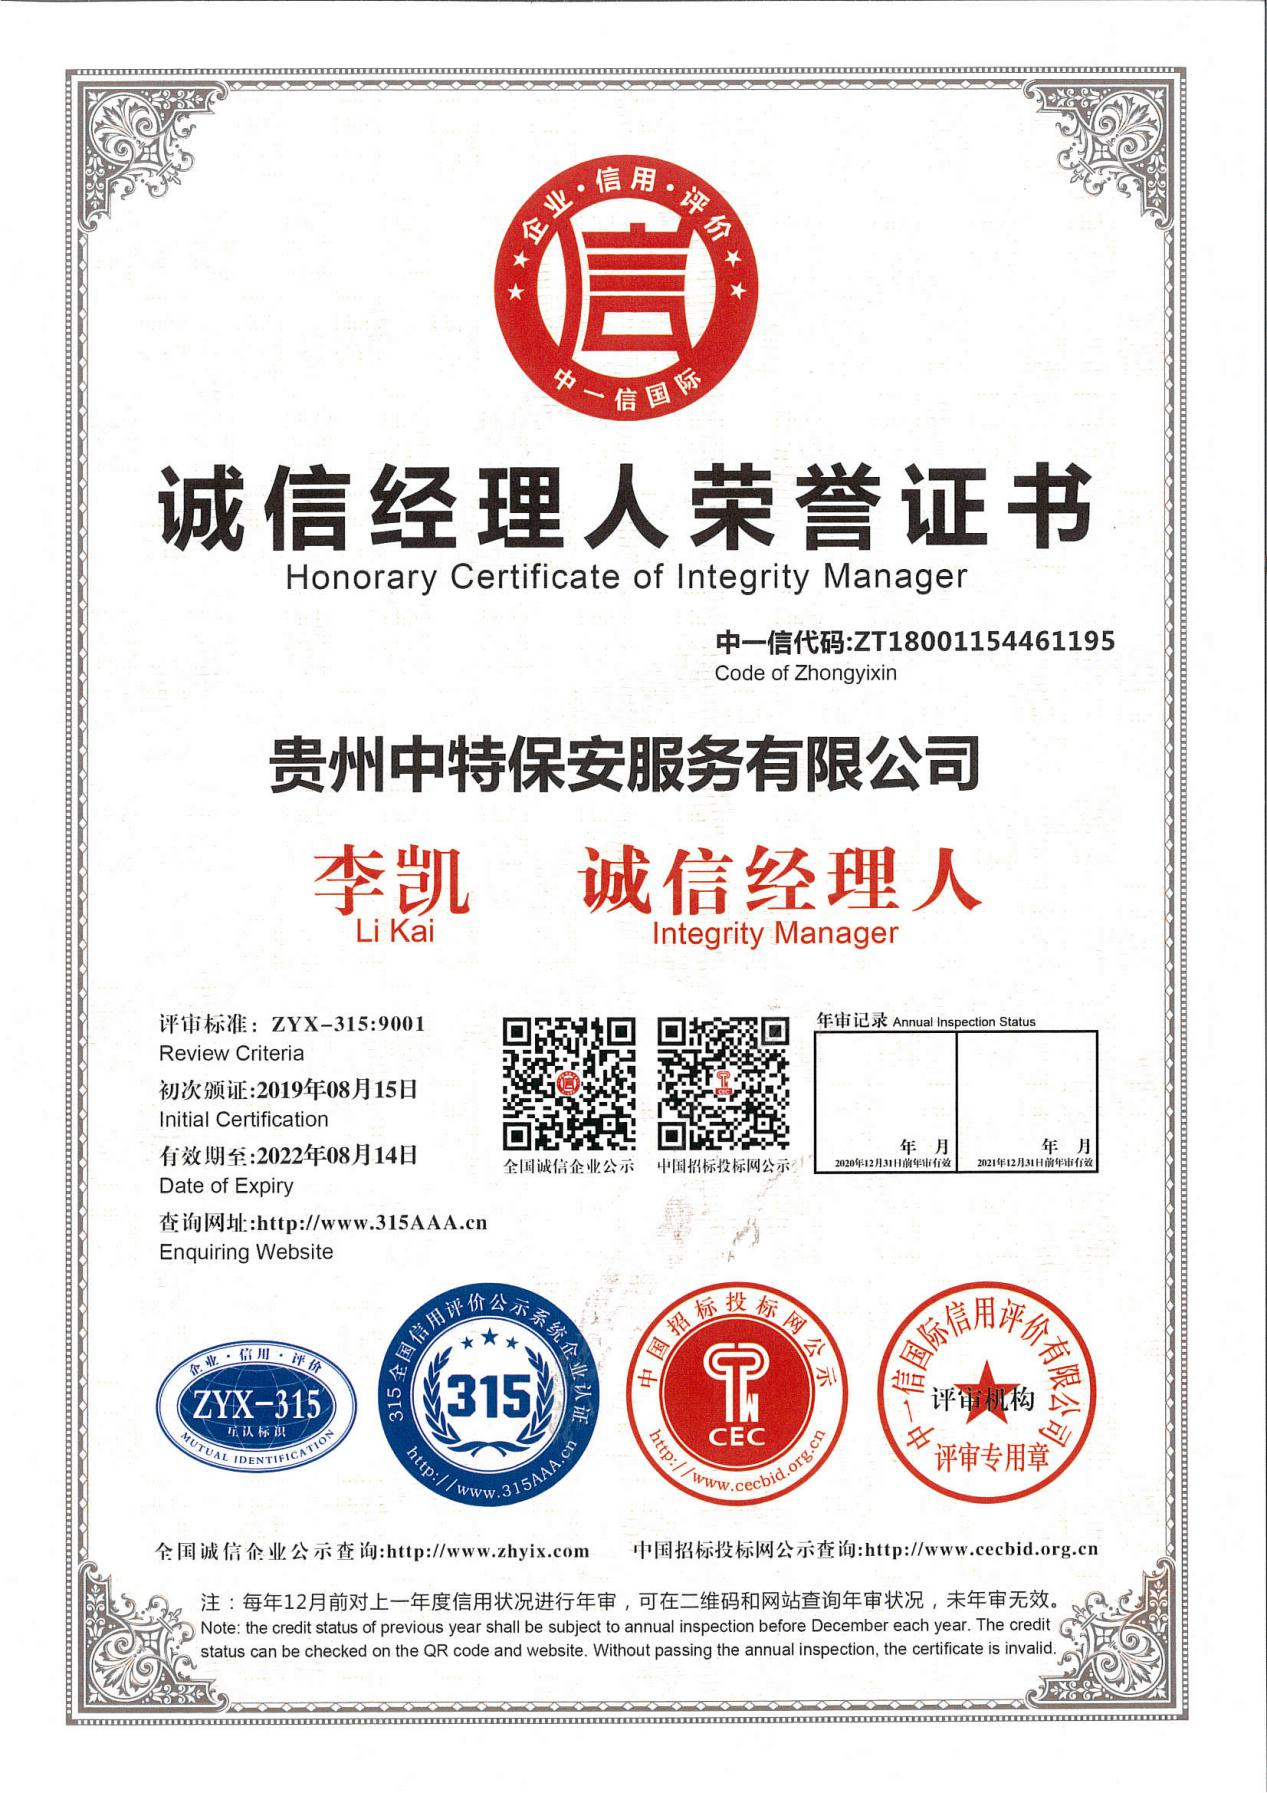 企业·信用·评价
信
中一信国际
诚信经理人荣誉证书
Honorary Certificate of Integrity Manager
中一信代码:ZT18001154461195
Code of Zhongyixin
贵州中特保安服务有限公司
李凯 诚信经理人
Li Kai Integrity Manager
评审标准：ZYX-315:9001
Review Criteria
初次颁证:2019年08月15日
Initial Certification
有效期至:2022年08月14日
Date of Expiry
查询网址:http://www.315AAA.cn
Enquiring Website
全国诚信企业公示
CEC
中国招标投标网公示
年审记录 Annual Inspection Status
年 月
2020年12月31日前年审有效
年 月
2021年12月31日前年审有效
企业·信用·评价
ZYX-315
互认标识
MUTUAL IDENTIFICATION
315全国信用评价公示系统企业认证
315
http://www.315AAA.cn
中国招标投标网公示
CEC
http://www.cecbid.org.cn
中一信国际信用评价有限公司
评审机构
评审专用章
全国诚信企业公示查询:http://www.zhyix.com 中国招标投标网公示查询:http://www.cecbid.org.cn
注：每年12月前对上一年度信用状况进行年审，可在二维码和网站查询年审状况，未年审无效。
Note: the credit status of previous year shall be subject to annual inspection before December each year. The credit
status can be checked on the QR code and website. Without passing the annual inspection, the certificate is invalid.